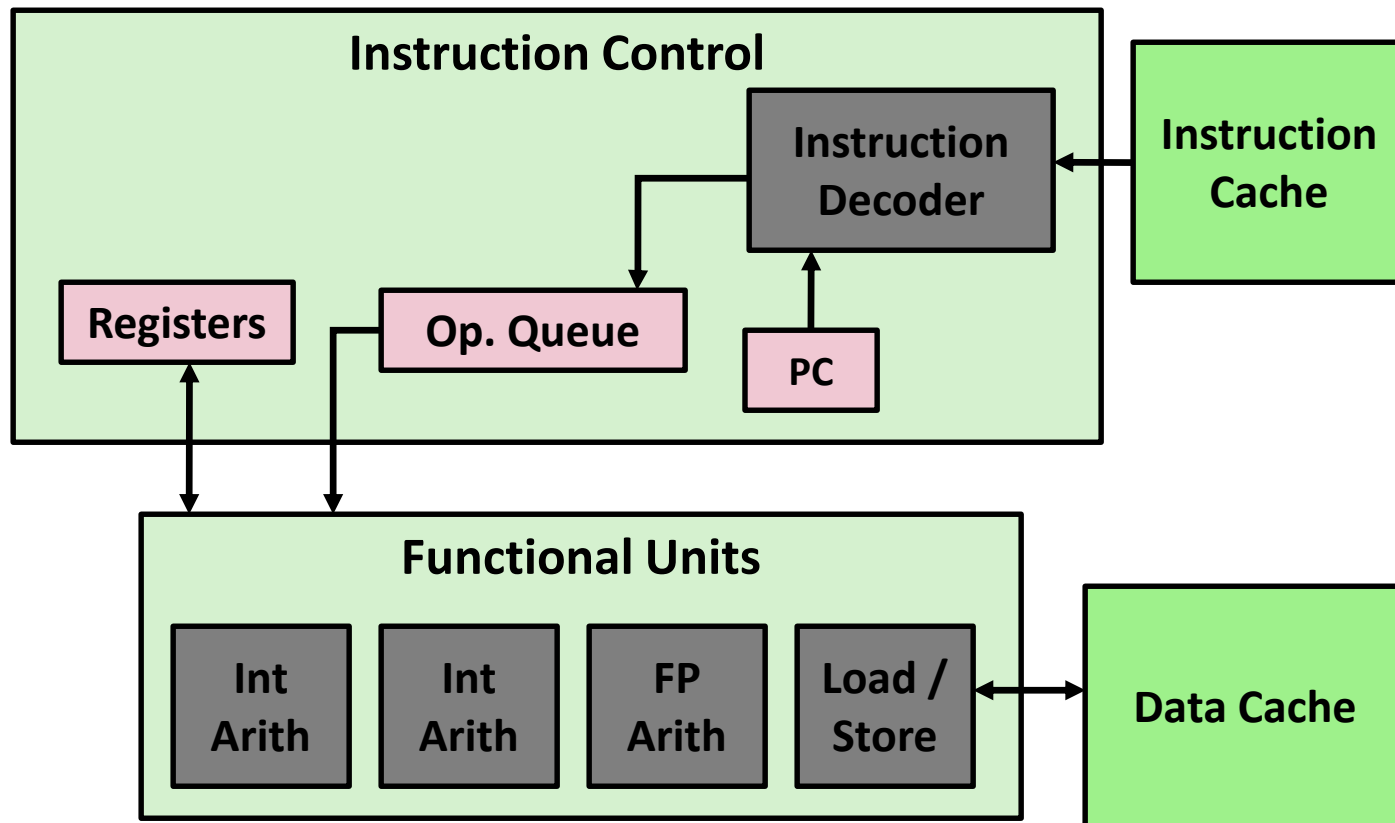 Instruction Control
Instruction
Decoder
Instruction
Cache
Registers
Op. Queue
PC
Functional Units
Int
Arith
Int
Arith
FP
Arith
Load /
Store
Data Cache